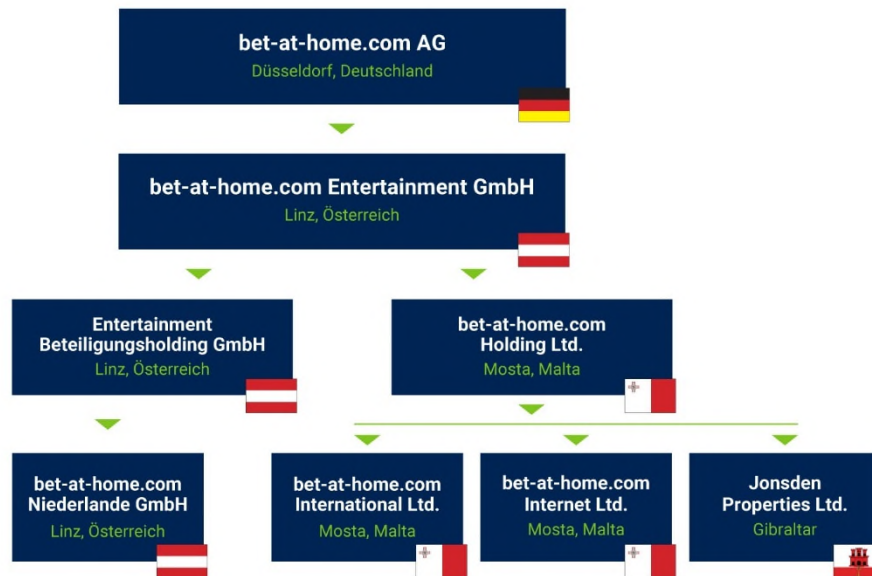 bet-at-home.com AG
Düsseldorf, Deutschland
bet-at-home.com Entertainment GmbH
Linz, Österreich
Entertainment
Beteiligungsholding GmbH
Linz, Österreich
bet-at-home.com
Holding Ltd.
Mosta, Malta
bet-at-home.com
Niederlande GmbH
Linz, Österreich
bet-at-home.com
International Ltd.
Mosta, Malta
bet-at-home.com
Internet Ltd.
Mosta, Malta
Jonsden
Properties Ltd.
Gibraltar